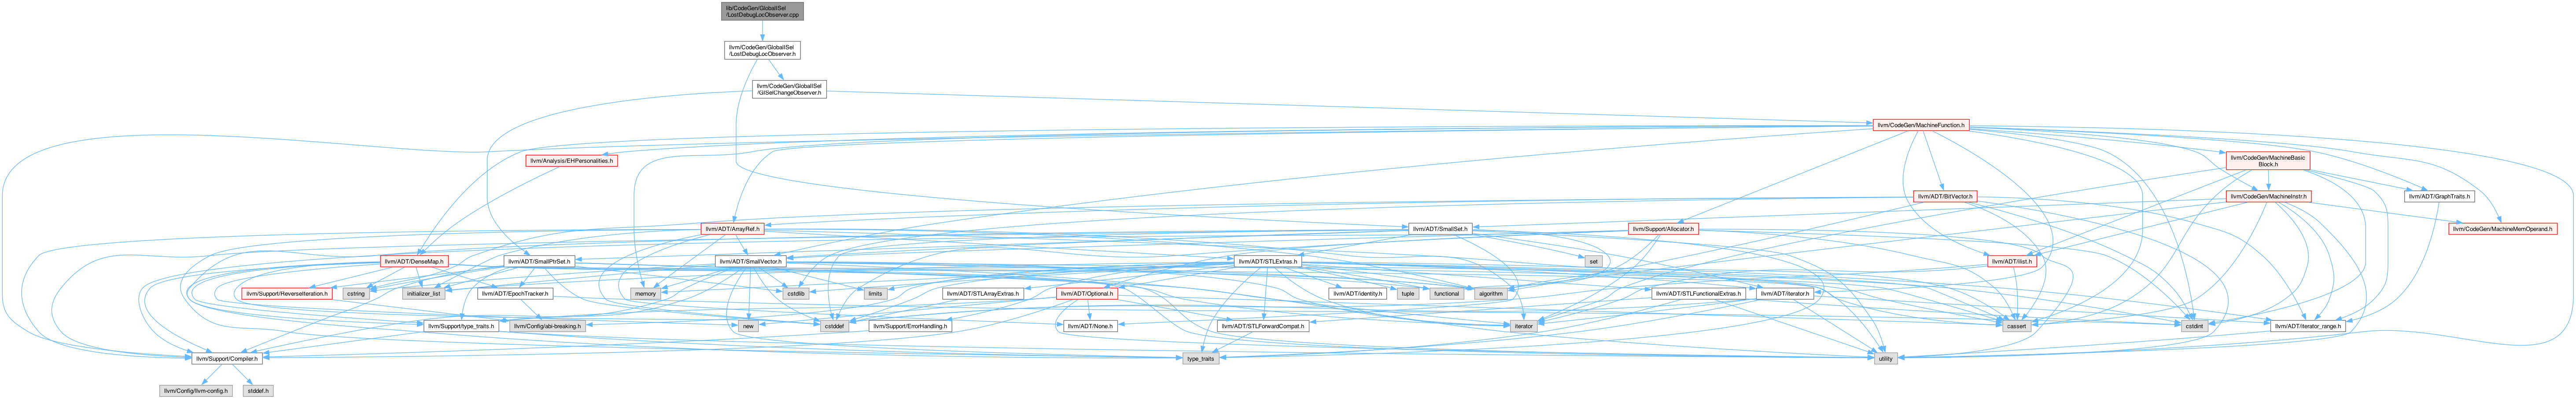 lib/CodeGen/GlobalISel
/LostDebugLocObserver.cpp
llvm/CodeGen/GlobalISel
/LostDebugLocObserver.h
llvm/CodeGen/GlobalISel
/GISelChangeObserver.h
llvm/CodeGen/MachineFunction.h
llvm/Analysis/EHPersonalities.h
llvm/CodeGen/MachineBasic
Block.h
llvm/ADT/BitVector.h
llvm/CodeGen/MachineInstr.h
llvm/ADT/GraphTraits.h
llvm/ADT/ArrayRef.h
llvm/ADT/SmallSet.h
llvm/Support/Allocator.h
llvm/CodeGen/MachineMemOperand.h
llvm/ADT/DenseMap.h
llvm/ADT/SmallPtrSet.h
llvm/ADT/SmallVector.h
llvm/ADT/STLExtras.h
set
llvm/ADT/ilist.h
llvm/Support/ReverseIteration.h
cstring
initializer_list
llvm/ADT/EpochTracker.h
memory
cstdlib
limits
llvm/ADT/STLArrayExtras.h
llvm/ADT/Optional.h
llvm/ADT/identity.h
tuple
functional
algorithm
llvm/ADT/STLFunctionalExtras.h
llvm/ADT/iterator.h
llvm/Support/type_traits.h
llvm/Config/abi-breaking.h
new
cstddef
llvm/Support/ErrorHandling.h
llvm/ADT/None.h
llvm/ADT/STLForwardCompat.h
iterator
cassert
cstdint
llvm/ADT/iterator_range.h
llvm/Support/Compiler.h
type_traits
utility
llvm/Config/llvm-config.h
stddef.h